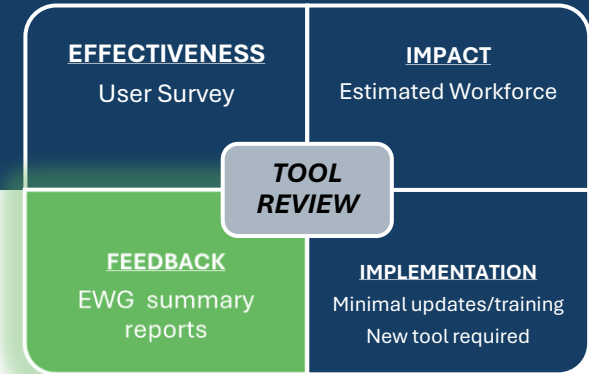 EFFECTIVENESS
User Survey
IMPACT
Estimated Workforce
TOOL
REVIEW
FEEDBACK
EWG summary
reports
IMPLEMENTATION
Minimal updates/training
New tool required